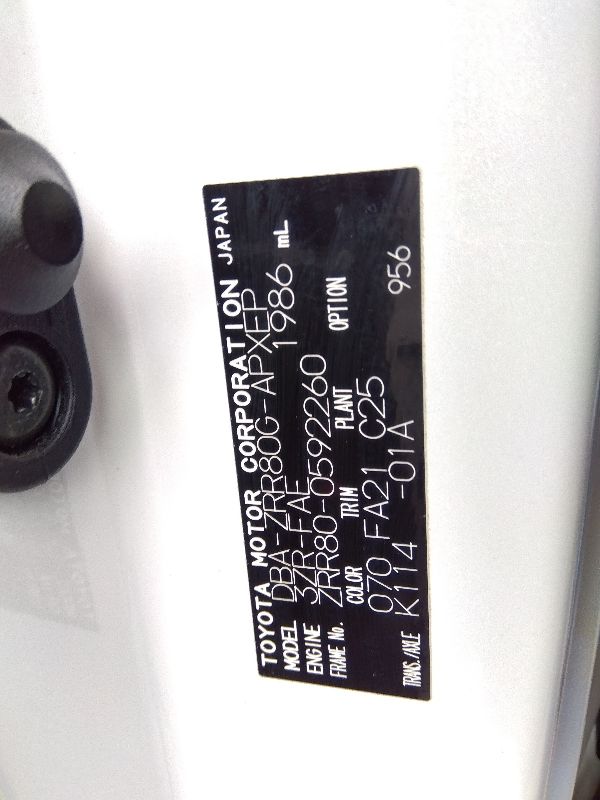 TOYOTA MOTOR CORPORATION JAPAN
MODEL DBA-ZRR80G-APXEP
ENGINE 3ZR-FAE 1986 mL
FRAME No. ZRR80-0592260
COLOR TRIM PLANT OPTION
070 FA21 C25
TRANS./AXLE K114 -01A 956